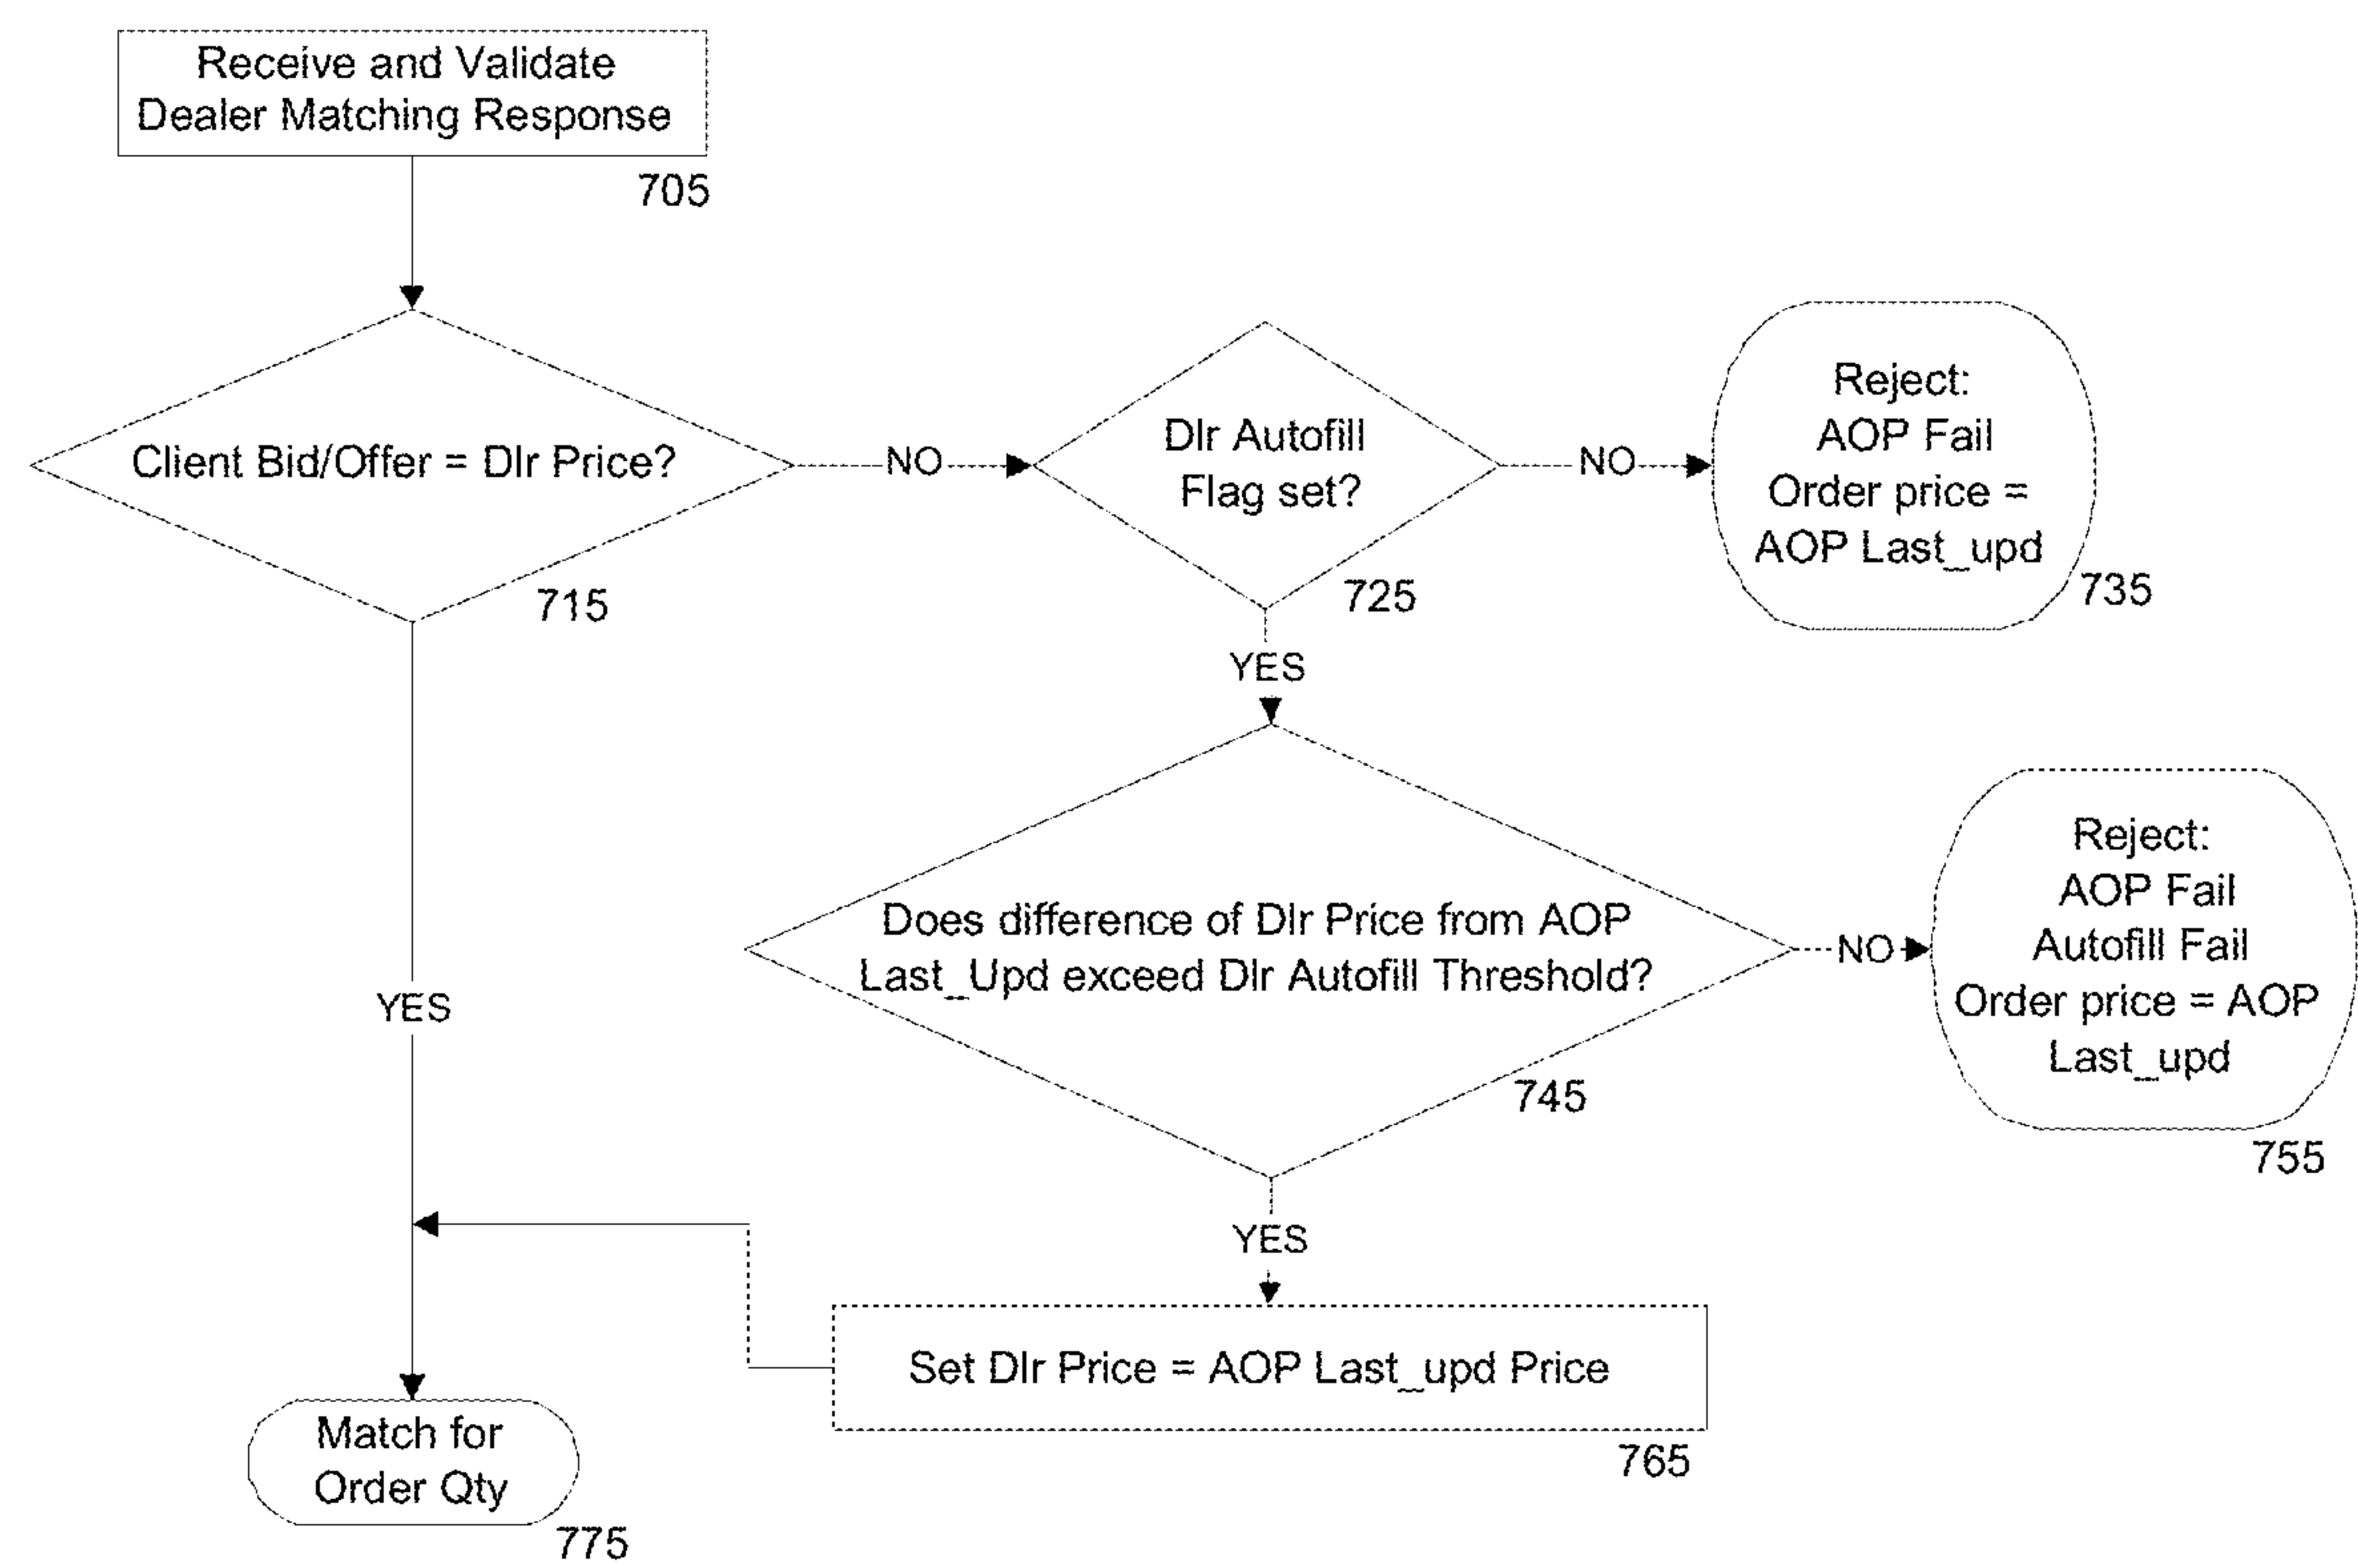 Receive and Validate
Dealer Matching Response
705
Client Bid/Offer = Dlr Price?
715
NO
Dlr Autofill
Flag set?
725
NO
Reject:
AOP Fail
Order price =
AOP Last_upd
735
YES
Does difference of Dlr Price from AOP
Last_Upd exceed Dlr Autofill Threshold?
745
NO
Reject:
AOP Fail
Autofill Fail
Order price = AOP
Last_upd
755
YES
YES
Set Dlr Price = AOP Last_upd Price
765
Match for
Order Qty
775